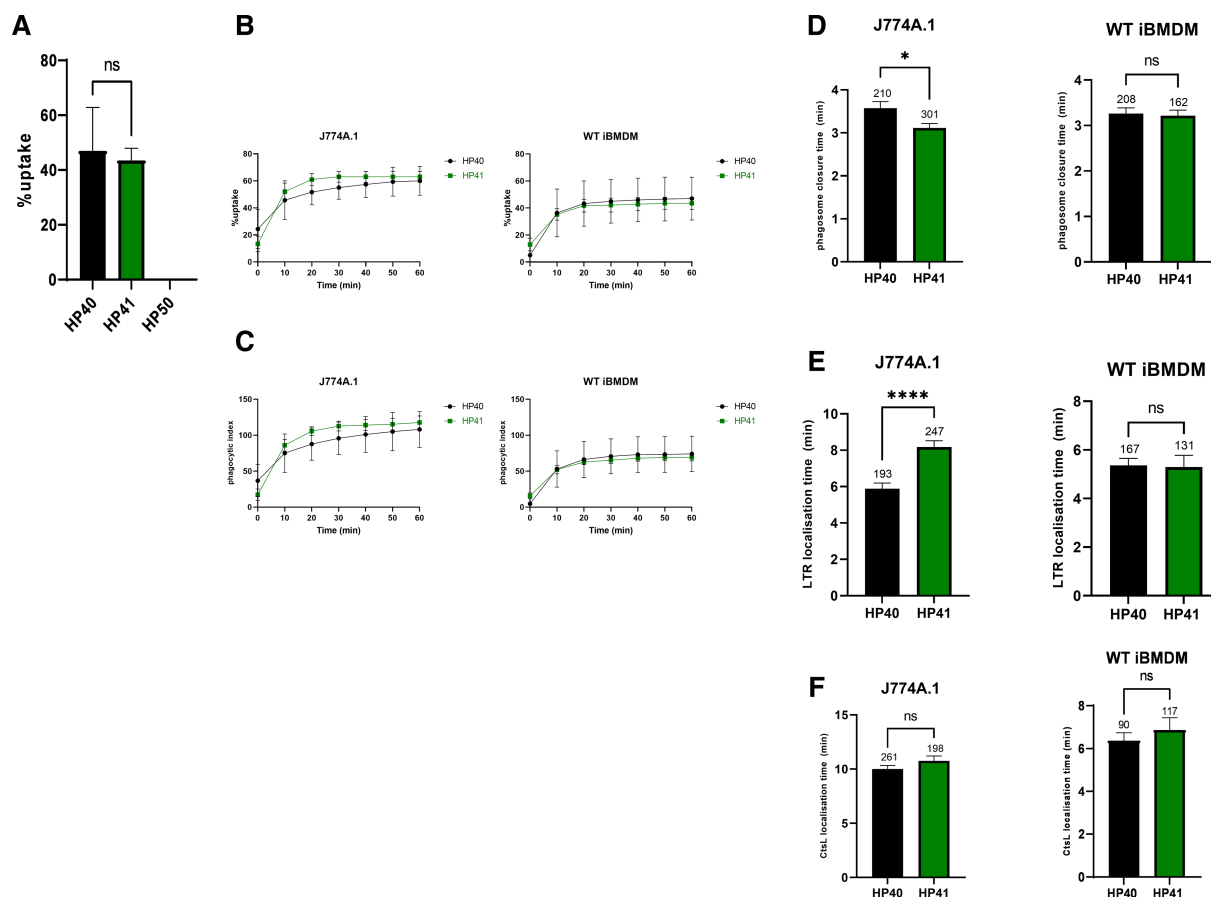 A
ns
80
60
40
20
0
%uptake
HP40
HP41
HP50
B
J774A.1
80
60
40
20
0
%uptake
0 10 20 30 40 50 60
Time (min)
HP40
HP41
WT iBMDM
80
60
40
20
0
%uptake
0 10 20 30 40 50 60
Time (min)
HP40
HP41
C
J774A.1
150
100
50
0
phagocytic index
0 10 20 30 40 50 60
Time (min)
HP40
HP41
WT iBMDM
150
100
50
0
phagocytic index
0 10 20 30 40 50 60
Time (min)
HP40
HP41
D
J774A.1
*
210
301
4
3
2
1
0
phagosome closure time (min)
HP40 HP41
WT iBMDM
ns
208
162
4
3
2
1
0
phagosome closure time (min)
HP40 HP41
E
J774A.1
****
193
247
10
8
6
4
2
0
LTR localisation time (min)
HP40 HP41
WT iBMDM
ns
167
131
8
6
4
2
0
LTR localisation time (min)
HP40 HP41
F
J774A.1
ns
261
198
15
10
5
0
CtsL localisation time (min)
HP40 HP41
WT iBMDM
ns
90
117
8
6
4
2
0
CtsL localisation time (min)
HP40 HP41